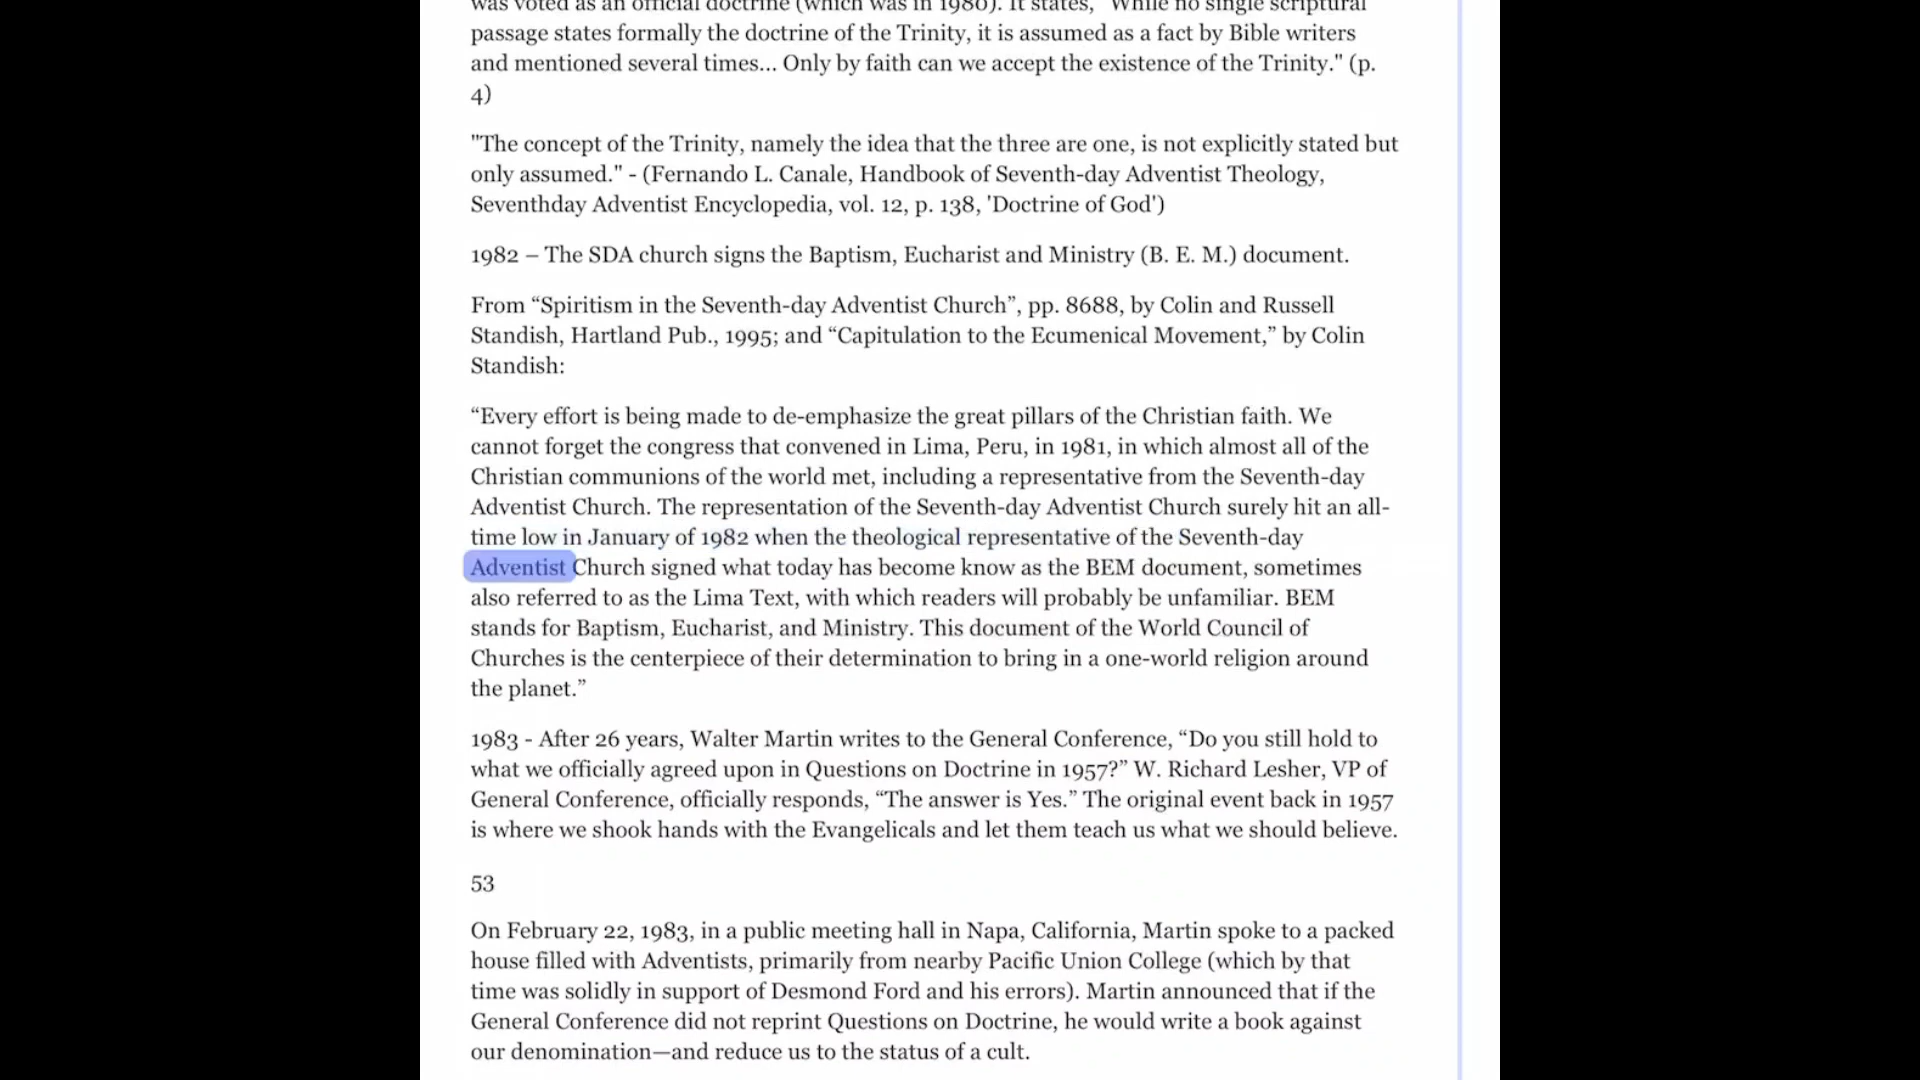 was voted as an official doctrine (which was in 1980). It states, "While no single scriptural
passage states formally the doctrine of the Trinity, it is assumed as a fact by Bible writers
and mentioned several times... Only by faith can we accept the existence of the Trinity." (p.
4)
"The concept of the Trinity, namely the idea that the three are one, is not explicitly stated but
only assumed." - (Fernando L. Canale, Handbook of Seventh-day Adventist Theology,
Seventhday Adventist Encyclopedia, vol. 12, p. 138, 'Doctrine of God')
1982 – The SDA church signs the Baptism, Eucharist and Ministry (B. E. M.) document.
From “Spiritism in the Seventh-day Adventist Church”, pp. 8688, by Colin and Russell
Standish, Hartland Pub., 1995; and “Capitulation to the Ecumenical Movement,” by Colin
Standish:
“Every effort is being made to de-emphasize the great pillars of the Christian faith. We
cannot forget the congress that convened in Lima, Peru, in 1981, in which almost all of the
Christian communions of the world met, including a representative from the Seventh-day
Adventist Church. The representation of the Seventh-day Adventist Church surely hit an all-
time low in January of 1982 when the theological representative of the Seventh-day
Adventist Church signed what today has become know as the BEM document, sometimes
also referred to as the Lima Text, with which readers will probably be unfamiliar. BEM
stands for Baptism, Eucharist, and Ministry. This document of the World Council of
Churches is the centerpiece of their determination to bring in a one-world religion around
the planet.”
1983 - After 26 years, Walter Martin writes to the General Conference, “Do you still hold to
what we officially agreed upon in Questions on Doctrine in 1957?” W. Richard Lesher, VP of
General Conference, officially responds, “The answer is Yes.” The original event back in 1957
is where we shook hands with the Evangelicals and let them teach us what we should believe.
53
On February 22, 1983, in a public meeting hall in Napa, California, Martin spoke to a packed
house filled with Adventists, primarily from nearby Pacific Union College (which by that
time was solidly in support of Desmond Ford and his errors). Martin announced that if the
General Conference did not reprint Questions on Doctrine, he would write a book against
our denomination—and reduce us to the status of a cult.